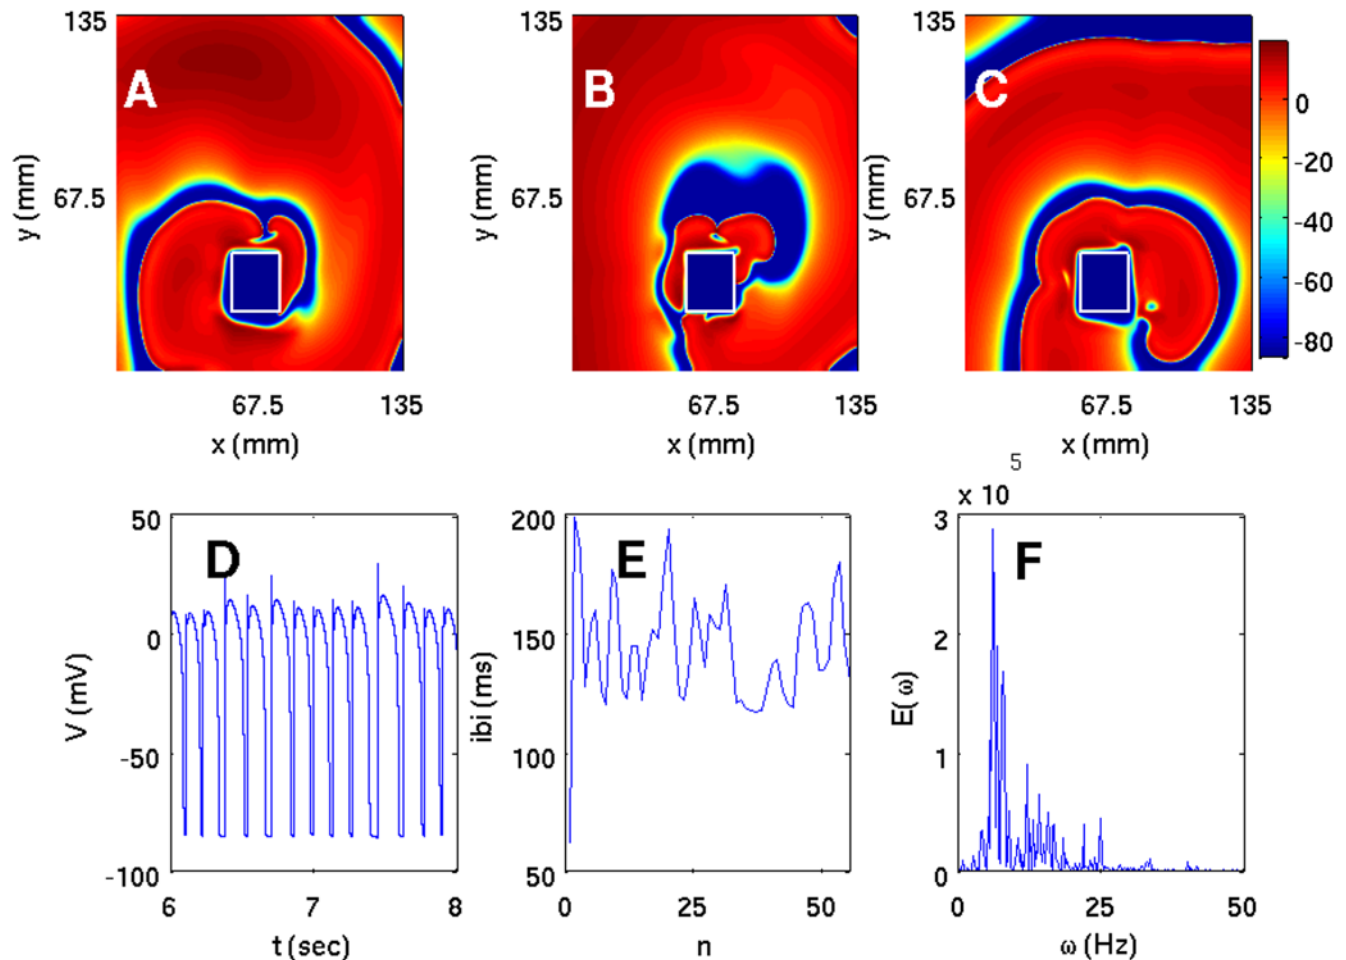 135
A
67.5
y (mm)
67.5
135
x (mm)
135
B
67.5
y (mm)
67.5
135
x (mm)
135
C
67.5
y (mm)
67.5
135
x (mm)
0
-20
-40
-60
-80
50
D
0
-50
-100
V (mV)
6
7
8
t (sec)
200
E
150
100
50
ibi (ms)
0
25
50
n
5
x 10
3
F
2
1
0
E( ω)
0
25
50
ω (Hz)